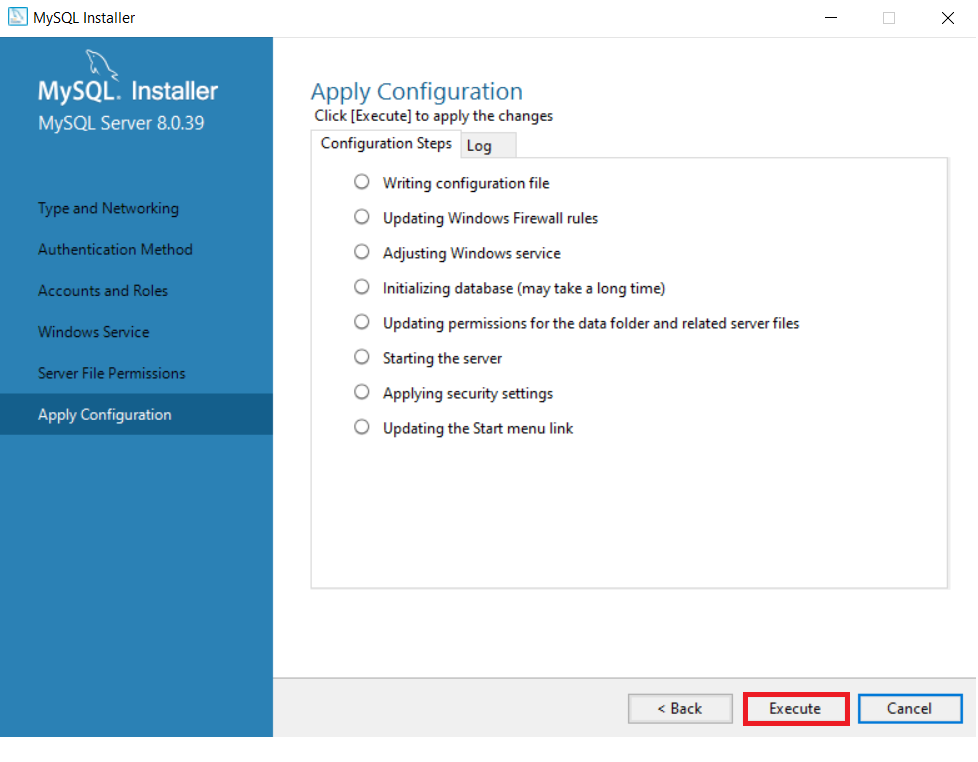 MySQL Installer
MySQL. Installer
MySQL Server 8.0.39
Type and Networking
Authentication Method
Accounts and Roles
Windows Service
Server File Permissions
Apply Configuration
Apply Configuration
Click [Execute] to apply the changes
Configuration Steps
Log
Writing configuration file
Updating Windows Firewall rules
Adjusting Windows service
Initializing database (may take a long time)
Updating permissions for the data folder and related server files
Starting the server
Applying security settings
Updating the Start menu link
< Back
Execute
Cancel